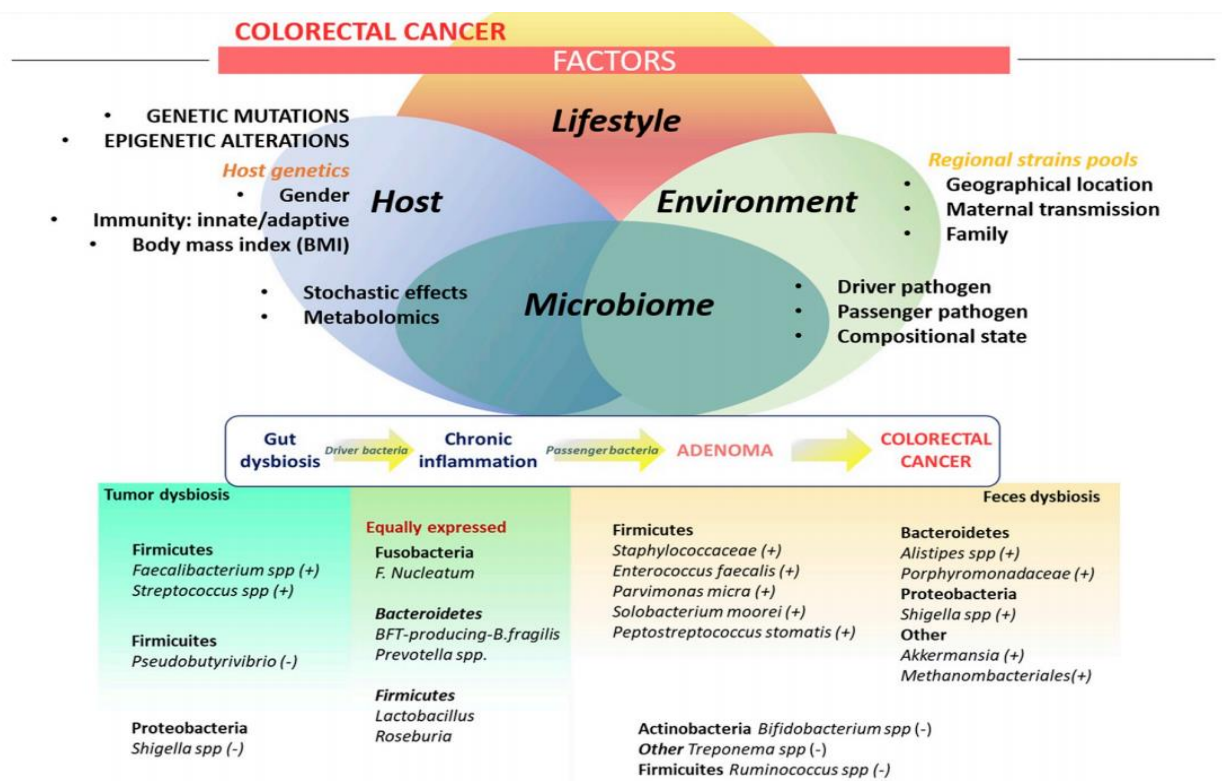 COLORECTAL CANCER
FACTORS
Lifestyle
• GENETIC MUTATIONS
• EPIGENETIC ALTERATIONS
Host genetics
• Gender
• Immunity: innate/adaptive
• Body mass index (BMI)
Host
Environment
Regional strains pools
• Geographical location
• Maternal transmission
• Family
• Stochastic effects
• Metabolomics
Microbiome
• Driver pathogen
• Passenger pathogen
• Compositional state
Gut
dysbiosis
Driver bacteria
Chronic
inflammation
Passenger bacteria
ADENOMA
COLORECTAL
CANCER
Tumor dysbiosis
Firmicutes
Faecalibacterium spp (+)
Streptococcus spp (+)
Firmicuites
Pseudobutyrivibrio (-)
Proteobacteria
Shigella spp (-)
Equally expressed
Fusobacteria
F. Nucleatum
Bacteroidetes
BFT-producing-B.fragilis
Prevotella spp.
Firmicutes
Lactobacillus
Roseburia
Feces dysbiosis
Firmicutes
Staphylococcaceae (+)
Enterococcus faecalis (+)
Parvimonas micra (+)
Solobacterium moorei (+)
Peptostreptococcus stomatis (+)
Bacteroidetes
Alistipes spp (+)
Porphyromonadaceae (+)
Proteobacteria
Shigella spp (+)
Other
Akkermansia (+)
Methanombacteriales(+)
Actinobacteria Bifidobacterium spp (-)
Other Treponema spp (-)
Firmicuites Ruminococcus spp (-)